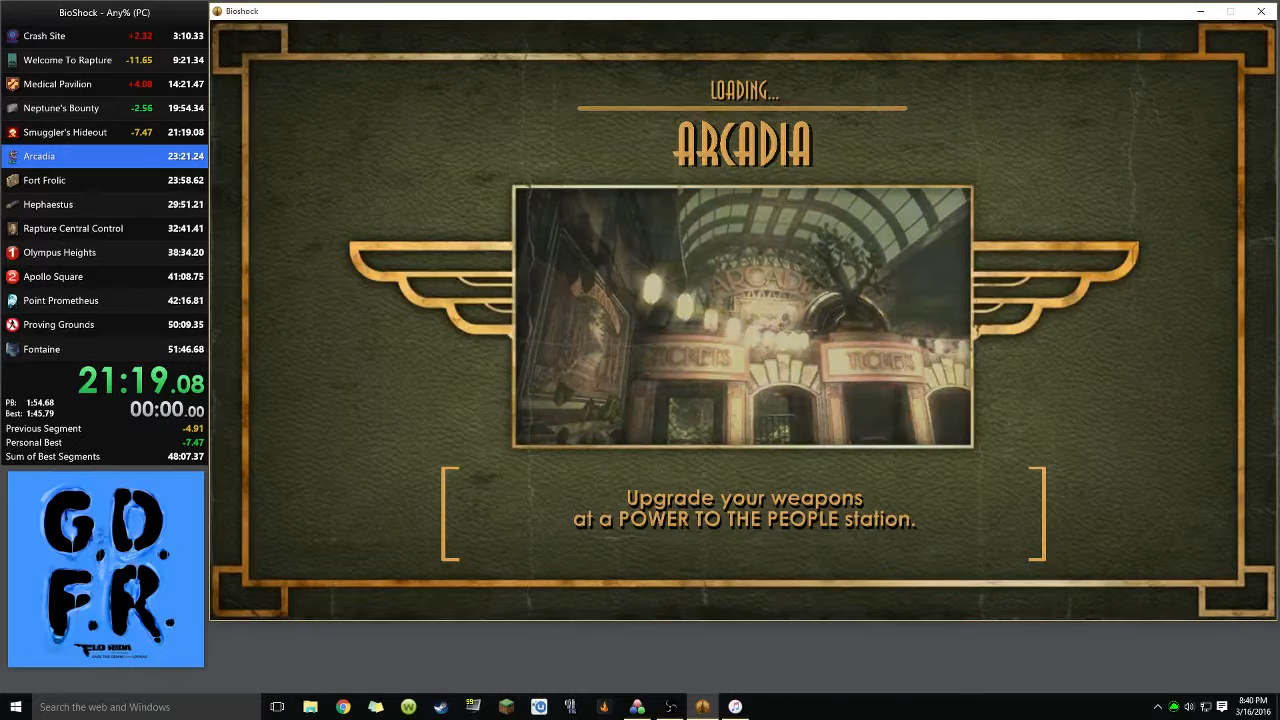 BioShock - Any% (PC)
Crash Site +2.32 3:10.33
Welcome To Rapture -11.65 9:21.34
Medical Pavilion +4.08 14:21.47
Neptune's Bounty -2.56 19:54.34
Smuggler's Hideout -7.47 21:19.08
Arcadia 23:21.24
Fort Frolic 23:58.62
Hephaestus 29:51.21
Rapture Central Control 32:41.41
Olympus Heights 38:34.20
Apollo Square 41:08.75
Point Prometheus 42:16.81
Proving Grounds 50:09.35
Fontaine 51:46.68
21:19.08
PB: 1:54.68
Best: 1:45.79
00:00.00
Previous Segment -4.91
Personal Best -7.47
Sum of Best Segments 48:07.37
G.D.
F.R.
FLO RIDA
Bioshock
LOADING...
ARCADIA
ARCADIA
TICKETS TICKETS
Upgrade your weapons
at a POWER TO THE PEOPLE station.
Search the web and Windows
8:40 PM
3/16/2016